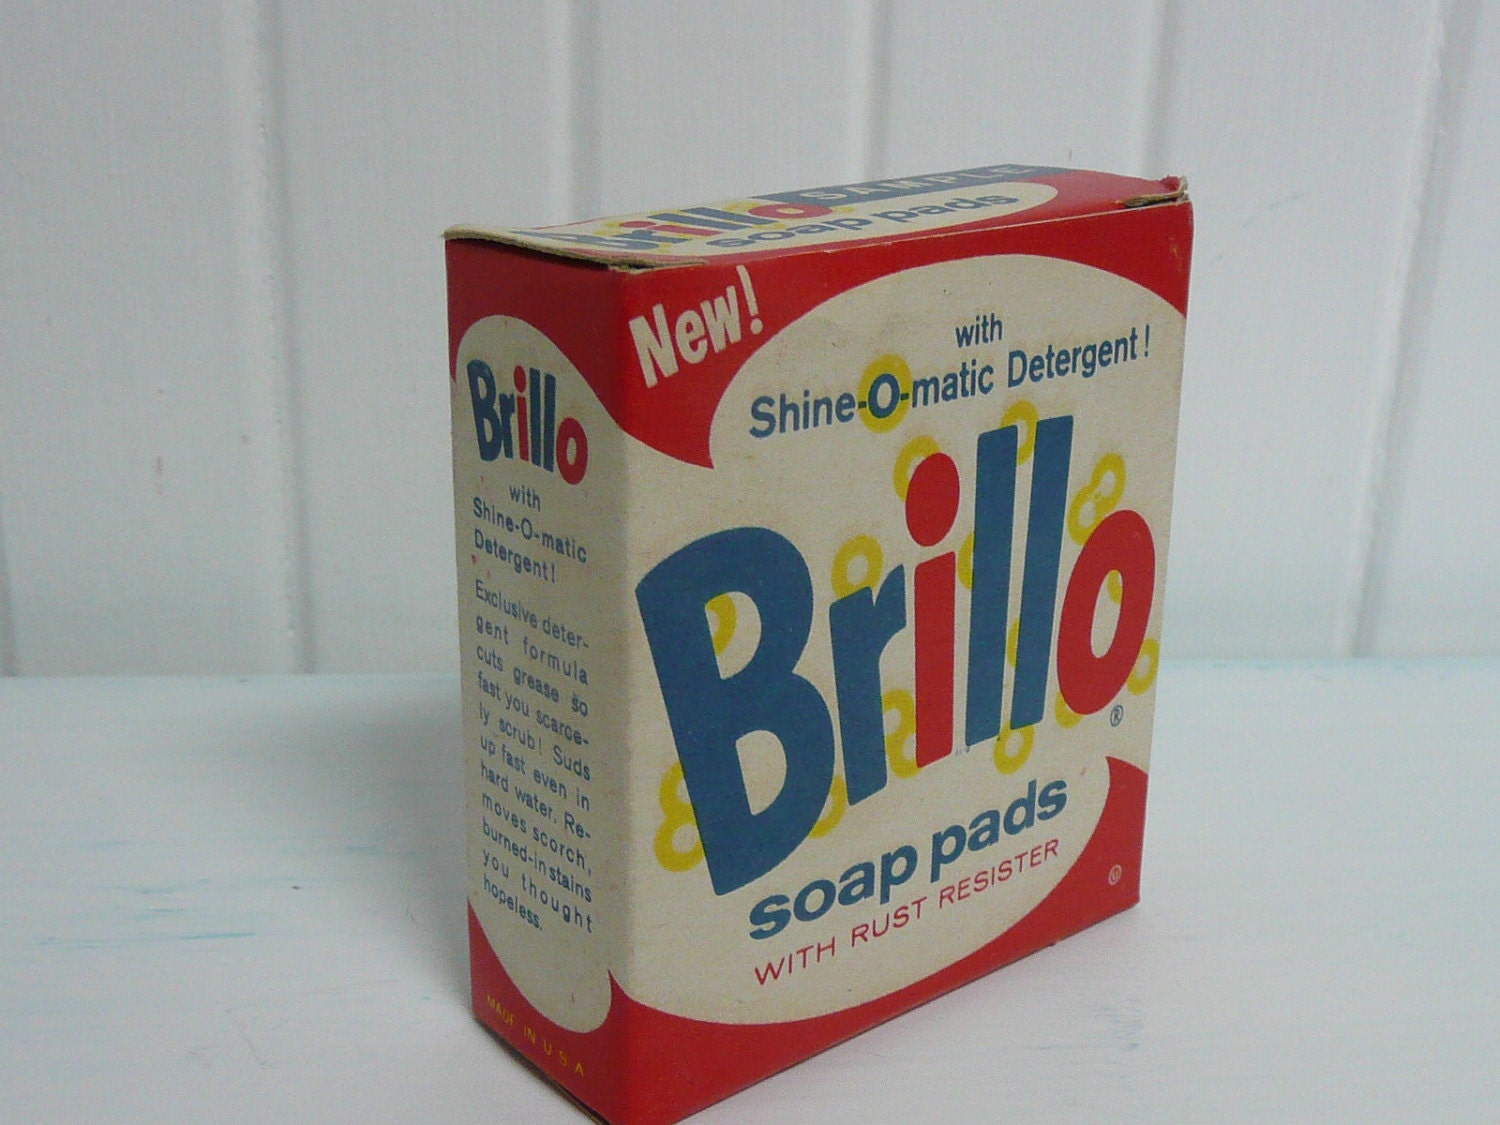 Brillo SAMPLE
soap pads
New!
with
Shine-O-matic Detergent!
Brillo®
soap pads
WITH RUST RESISTER
Ⓤ
Brillo
with
Shine-O-matic
Detergent!
Exclusive deter-
gent formula
cuts grease so
fast you scarce-
ly scrub! Suds
up fast even in
hard water. Re-
moves scorch,
burned-in stains
you thought
hopeless.
MADE IN U.S.A